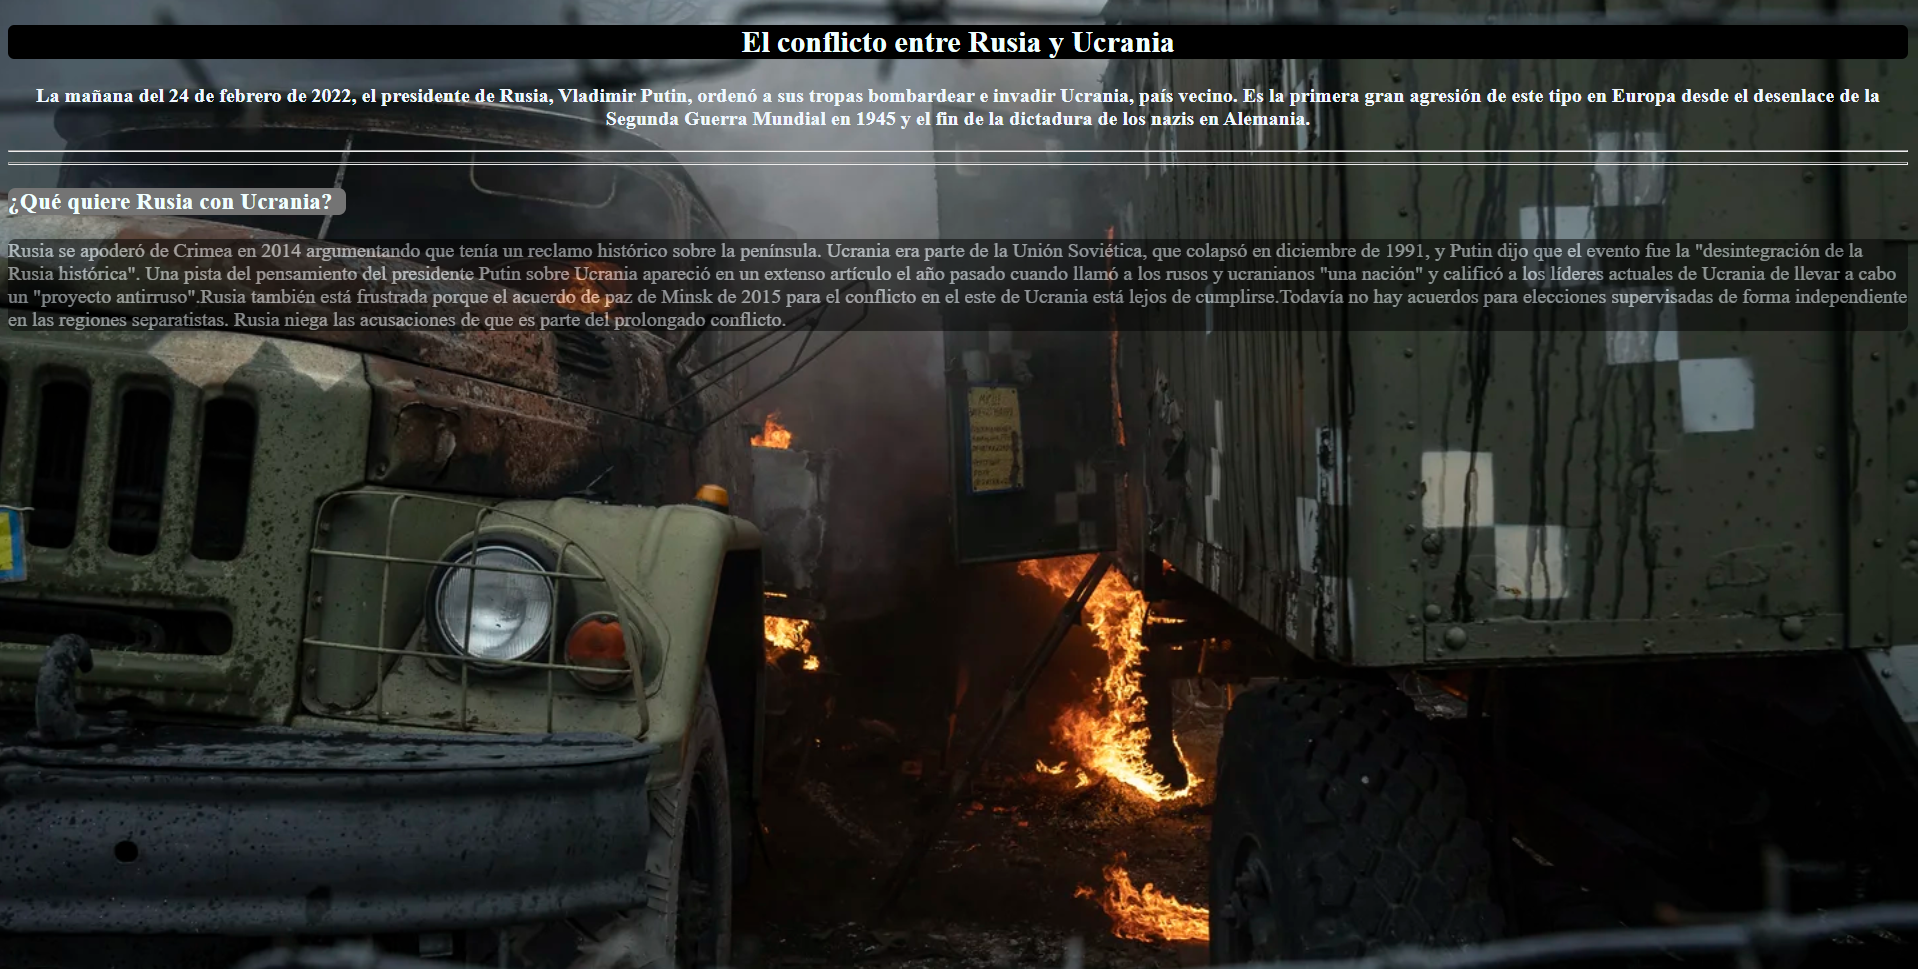 El conflicto entre Rusia y Ucrania
La mañana del 24 de febrero de 2022, el presidente de Rusia, Vladimir Putin, ordenó a sus tropas bombardear e invadir Ucrania, país vecino. Es la primera gran agresión de este tipo en Europa desde el desenlace de la
Segunda Guerra Mundial en 1945 y el fin de la dictadura de los nazis en Alemania.
¿Qué quiere Rusia con Ucrania?
Rusia se apoderó de Crimea en 2014 argumentando que tenía un reclamo histórico sobre la península. Ucrania era parte de la Unión Soviética, que colapsó en diciembre de 1991, y Putin dijo que el evento fue la "desintegración de la
Rusia histórica". Una pista del pensamiento del presidente Putin sobre Ucrania apareció en un extenso artículo el año pasado cuando llamó a los rusos y ucranianos "una nación" y calificó a los líderes actuales de Ucrania de llevar a cabo
un "proyecto antirruso".Rusia también está frustrada porque el acuerdo de paz de Minsk de 2015 para el conflicto en el este de Ucrania está lejos de cumplirse.Todavía no hay acuerdos para elecciones supervisadas de forma independiente
en las regiones separatistas. Rusia niega las acusaciones de que es parte del prolongado conflicto.